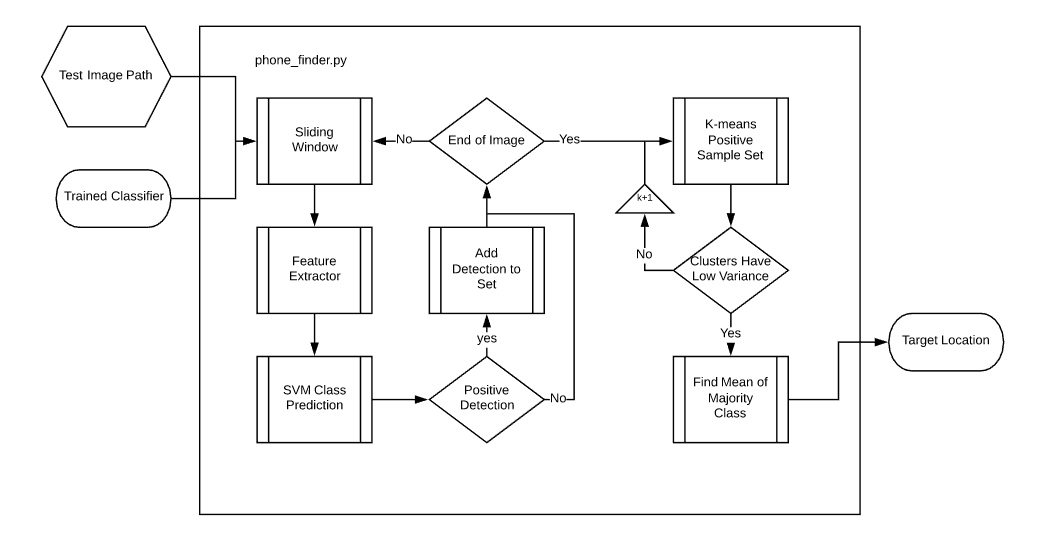 phone_finder.py
Test Image Path
Trained Classifier
Sliding
Window
Feature
Extractor
SVM Class
Prediction
Positive
Detection
yes
No
Add
Detection to
Set
End of Image
No
Yes
K-means
Positive
Sample Set
k+1
No
Clusters Have
Low Variance
Yes
Find Mean of
Majority
Class
Target Location